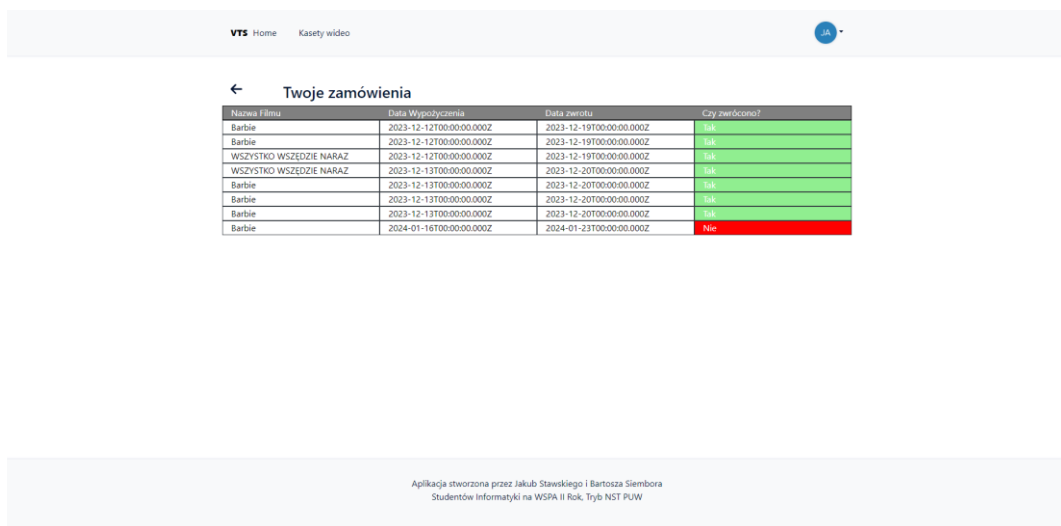 VTS Home Kasety wideo JA
Twoje zamówienia
Nazwa Filmu Data Wypożyczenia Data zwrotu Czy zwrócono?
Barbie 2023-12-12T00:00:00.000Z 2023-12-19T00:00:00.000Z Tak
Barbie 2023-12-12T00:00:00.000Z 2023-12-19T00:00:00.000Z Tak
WSZYSTKO WSZĘDZIE NARAZ 2023-12-12T00:00:00.000Z 2023-12-19T00:00:00.000Z Tak
WSZYSTKO WSZĘDZIE NARAZ 2023-12-13T00:00:00.000Z 2023-12-20T00:00:00.000Z Tak
Barbie 2023-12-13T00:00:00.000Z 2023-12-20T00:00:00.000Z Tak
Barbie 2023-12-13T00:00:00.000Z 2023-12-20T00:00:00.000Z Tak
Barbie 2023-12-13T00:00:00.000Z 2023-12-20T00:00:00.000Z Tak
Barbie 2024-01-16T00:00:00.000Z 2024-01-23T00:00:00.000Z Nie
Aplikacja stworzona przez Jakub Stawskiego i Bartosza Siembora
Studentów Informatyki na WSPA II Rok, Tryb NST PUW